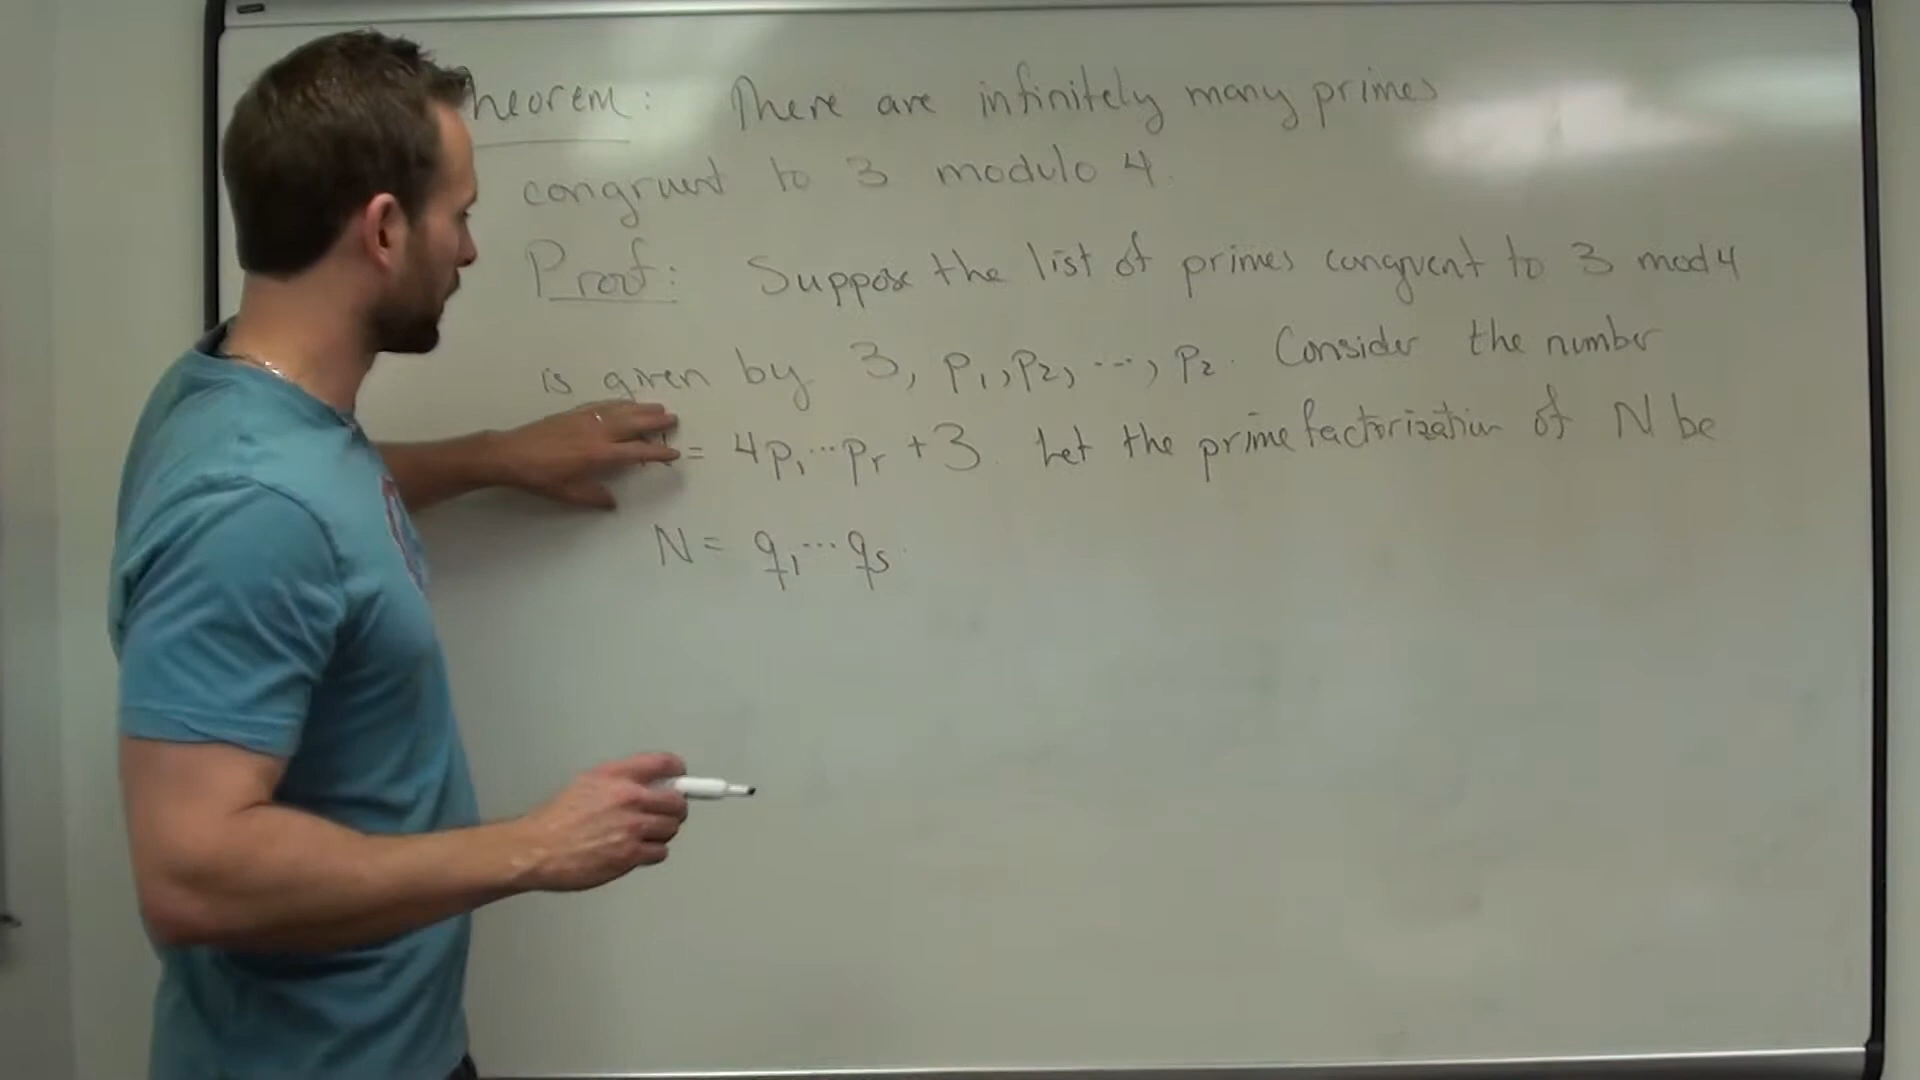 heorem: There are infinitely many primes
congruent to 3 modulo 4.
Proof: Suppose the list of primes congruent to 3 mod 4
is given by 3, p₁, p₂, ..., p₂. Consider the number
N = 4p₁...pᵣ + 3. Let the prime factorization of N be
N = q₁...qₛ.